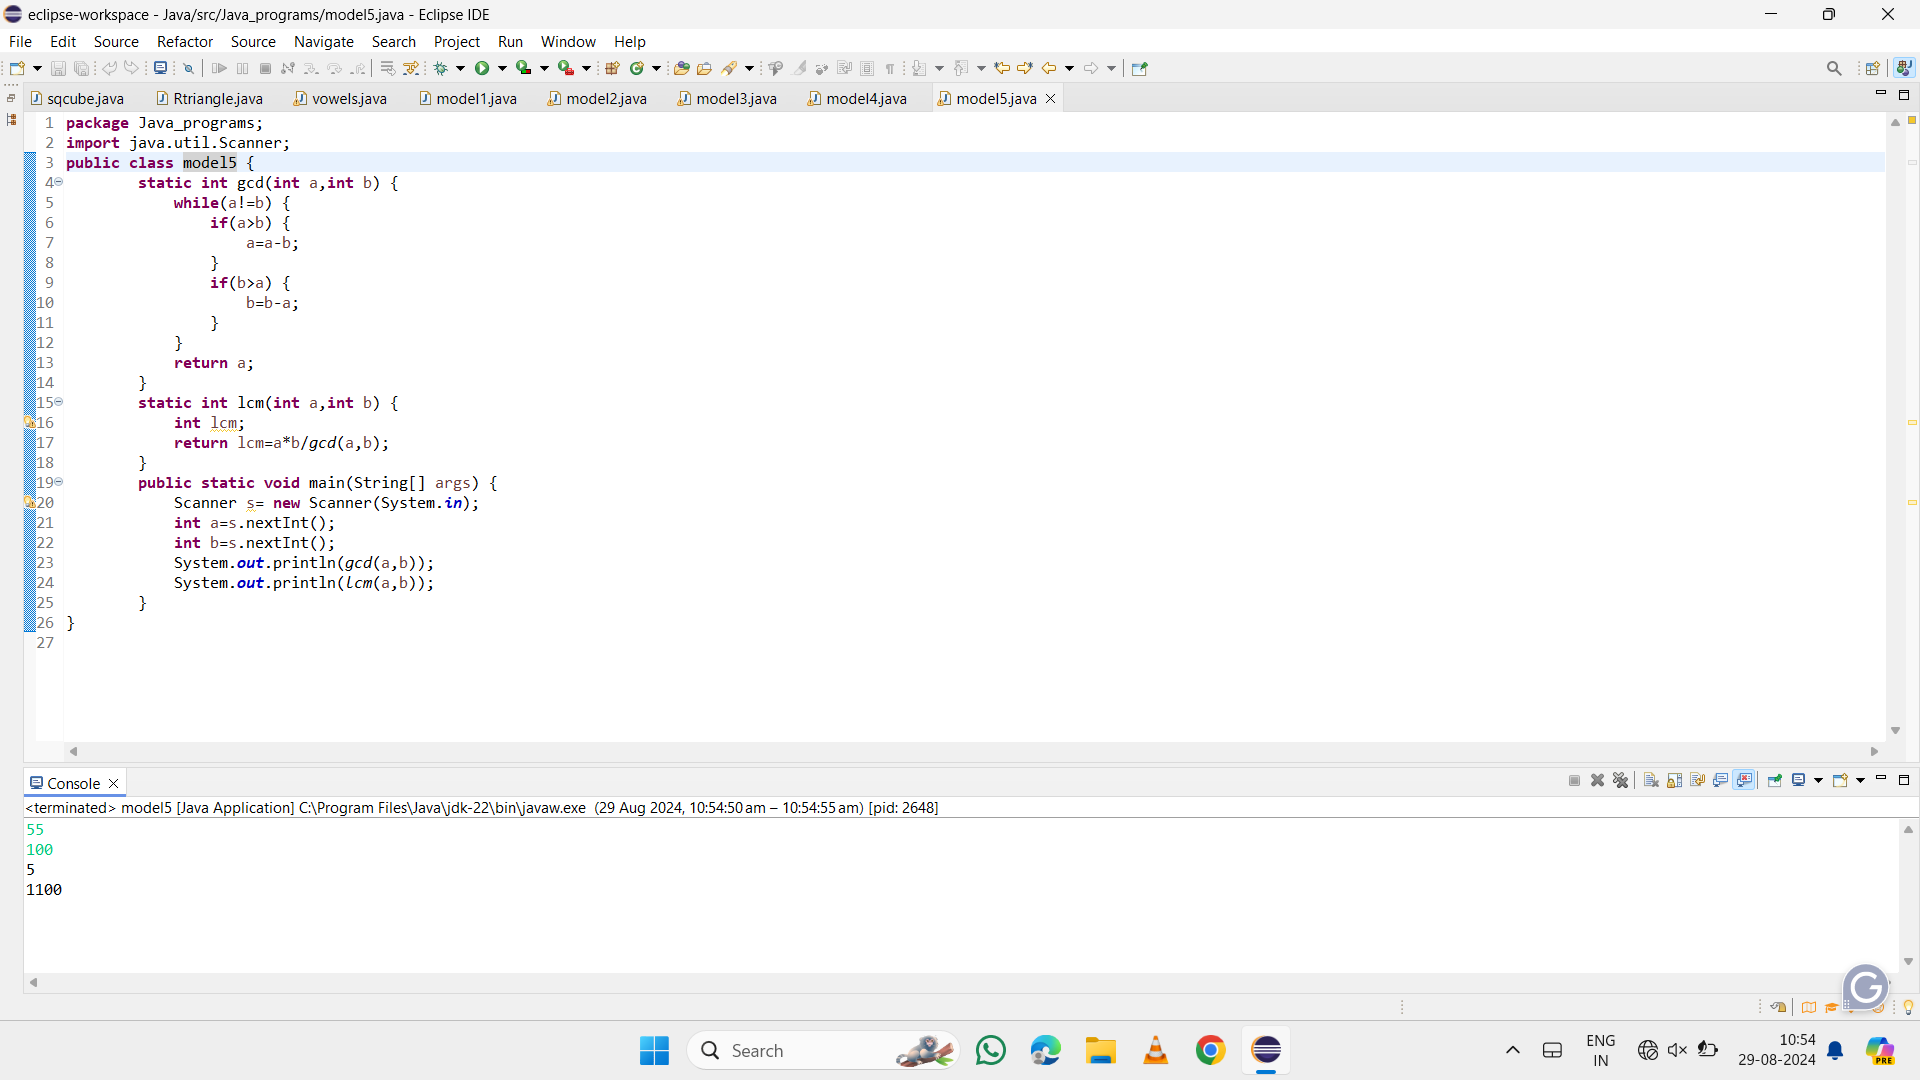 eclipse-workspace - Java/src/Java_programs/model5.java - Eclipse IDE
File Edit Source Refactor Source Navigate Search Project Run Window Help
sqcube.java Rtriangle.java vowels.java model1.java model2.java model3.java model4.java model5.java
1 package Java_programs;
2 import java.util.Scanner;
3 public class model5 {
4 static int gcd(int a,int b) {
5 while(a!=b) {
6 if(a>b) {
7 a=a-b;
8 }
9 if(b>a) {
10 b=b-a;
11 }
12 }
13 return a;
14 }
15 static int lcm(int a,int b) {
16 int lcm;
17 return lcm=a*b/gcd(a,b);
18 }
19 public static void main(String[] args) {
20 Scanner s= new Scanner(System.in);
21 int a=s.nextInt();
22 int b=s.nextInt();
23 System.out.println(gcd(a,b));
24 System.out.println(lcm(a,b));
25 }
26 }
27
Console
<terminated> model5 [Java Application] C:\Program Files\Java\jdk-22\bin\javaw.exe (29 Aug 2024, 10:54:50 am – 10:54:55 am) [pid: 2648]
55
100
5
1100
G
Search
ENG
IN
10:54
29-08-2024
PRE